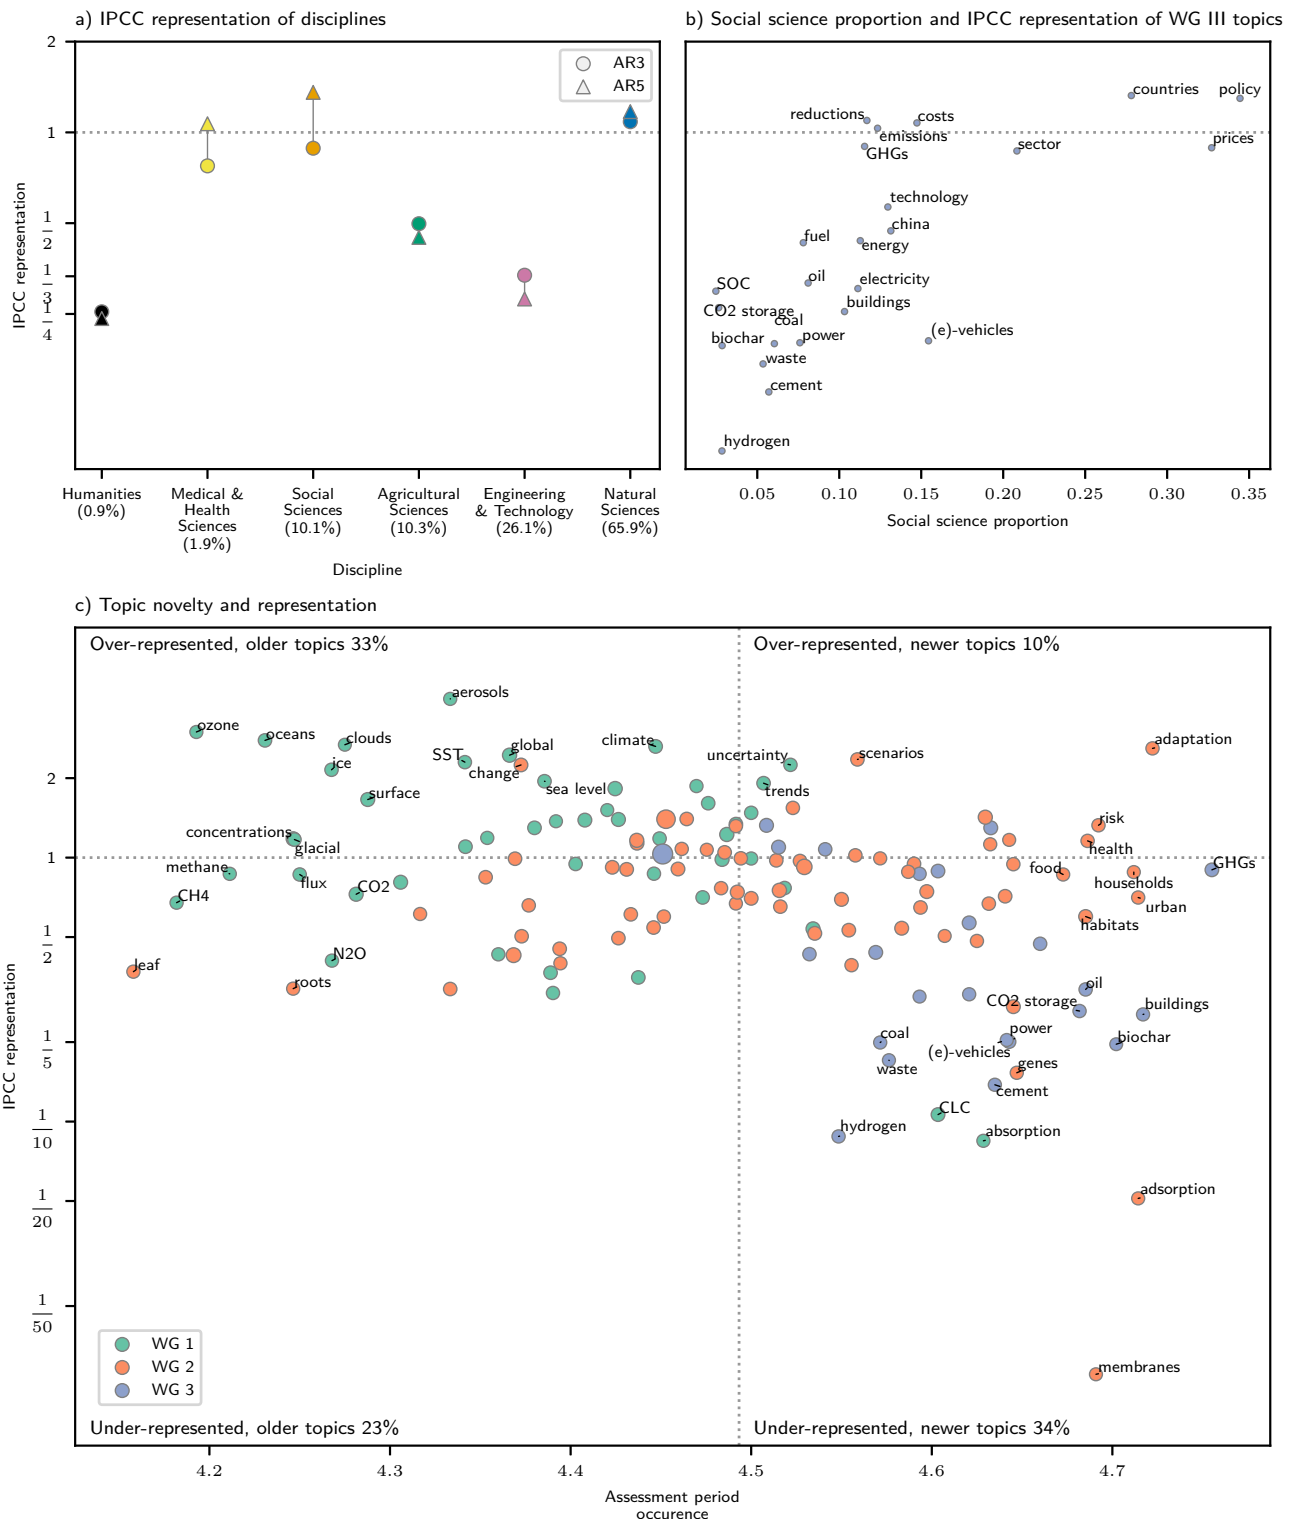 a) IPCC representation of disciplines
2
1
1
2
1
3
1
4
IPCC representation
AR3
AR5
Humanities
(0.9%)
Medical &
Health
Sciences
(1.9%)
Social
Sciences
(10.1%)
Agricultural
Sciences
(10.3%)
Engineering
& Technology
(26.1%)
Natural
Sciences
(65.9%)
Discipline
b) Social science proportion and IPCC representation of WG III topics
countries
policy
reductions
costs
emissions
GHGs
sector
prices
technology
china
fuel
energy
SOC
oil
electricity
CO2 storage
buildings
coal
biochar
power
(e)-vehicles
waste
cement
hydrogen
0.05
0.10
0.15
0.20
0.25
0.30
0.35
Social science proportion
c) Topic novelty and representation
Over-represented, older topics 33%
Over-represented, newer topics 10%
aerosols
ozone
oceans
clouds
SST
global
climate
uncertainty
scenarios
adaptation
ice
change
sea level
trends
surface
concentrations
glacial
risk
health
methane
flux
CO2
food
GHGs
households
CH4
urban
habitats
leaf
N2O
roots
CO2 storage
oil
buildings
coal
power
(e)-vehicles
biochar
waste
genes
cement
CLC
hydrogen
absorption
adsorption
membranes
2
1
1
2
1
5
1
10
1
20
1
50
IPCC representation
WG 1
WG 2
WG 3
Under-represented, older topics 23%
Under-represented, newer topics 34%
4.2
4.3
4.4
4.5
4.6
4.7
Assessment period
occurence